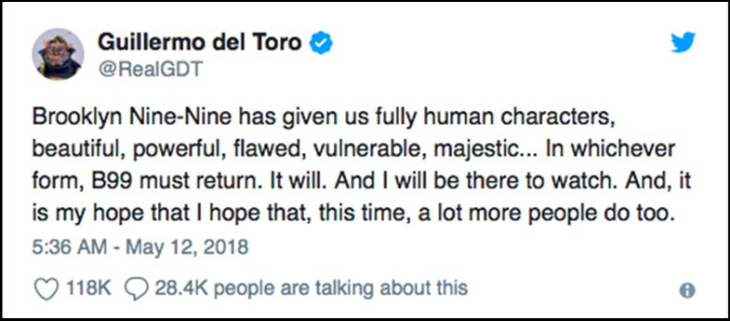 Guillermo del Toro
@RealGDT
Brooklyn Nine-Nine has given us fully human characters,
beautiful, powerful, flawed, vulnerable, majestic... In whichever
form, B99 must return. It will. And I will be there to watch. And, it
is my hope that I hope that, this time, a lot more people do too.
5:36 AM - May 12, 2018
118K 28.4K people are talking about this